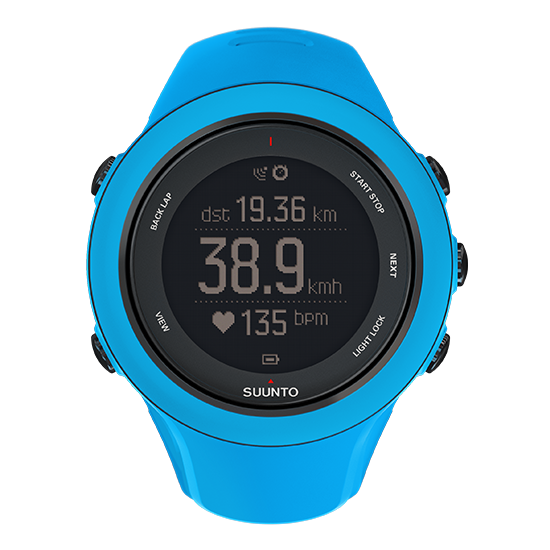 START STOP
BACK LAP
dst 19.36 km
38.9 kmh
NEXT
135 bpm
VIEW
LIGHT LOCK
SUUNTO